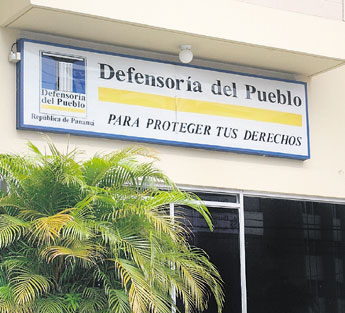 Defensoría
del Pueblo
República de Panamá
Defensoría del Pueblo
PARA PROTEGER TUS DERECHOS